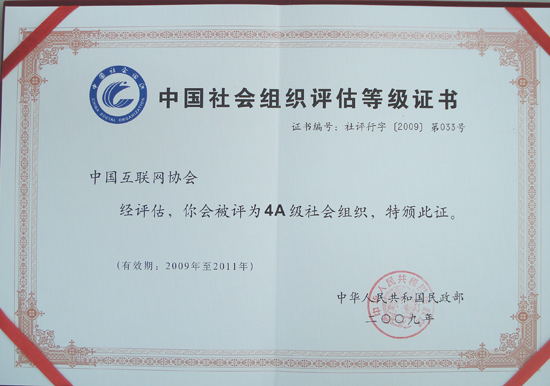 中国社会组织评估等级证书
证书编号：社评行字〔2009〕第033号
中国互联网协会
经评估，你会被评为4A级社会组织，特颁此证。
（有效期：2009年至2011年）
中华人民共和国民政部
二〇〇九年